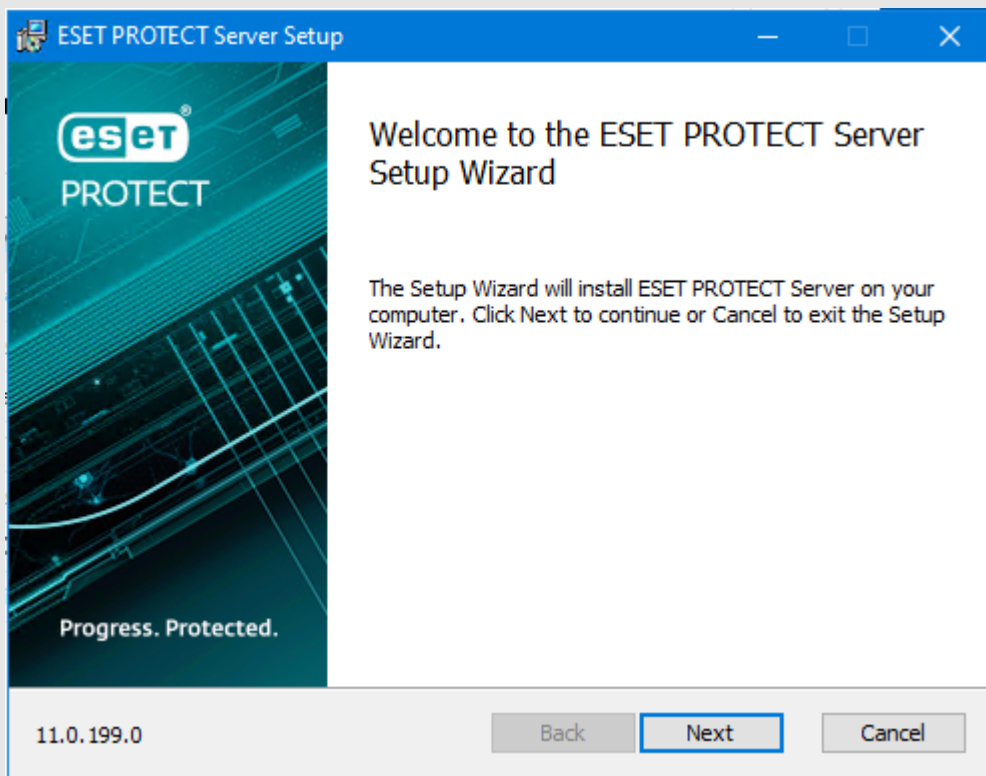 ESET PROTECT Server Setup
eseT®
PROTECT
Welcome to the ESET PROTECT Server
Setup Wizard
The Setup Wizard will install ESET PROTECT Server on your
computer. Click Next to continue or Cancel to exit the Setup
Wizard.
Progress. Protected.
11.0.199.0
Back
Next
Cancel